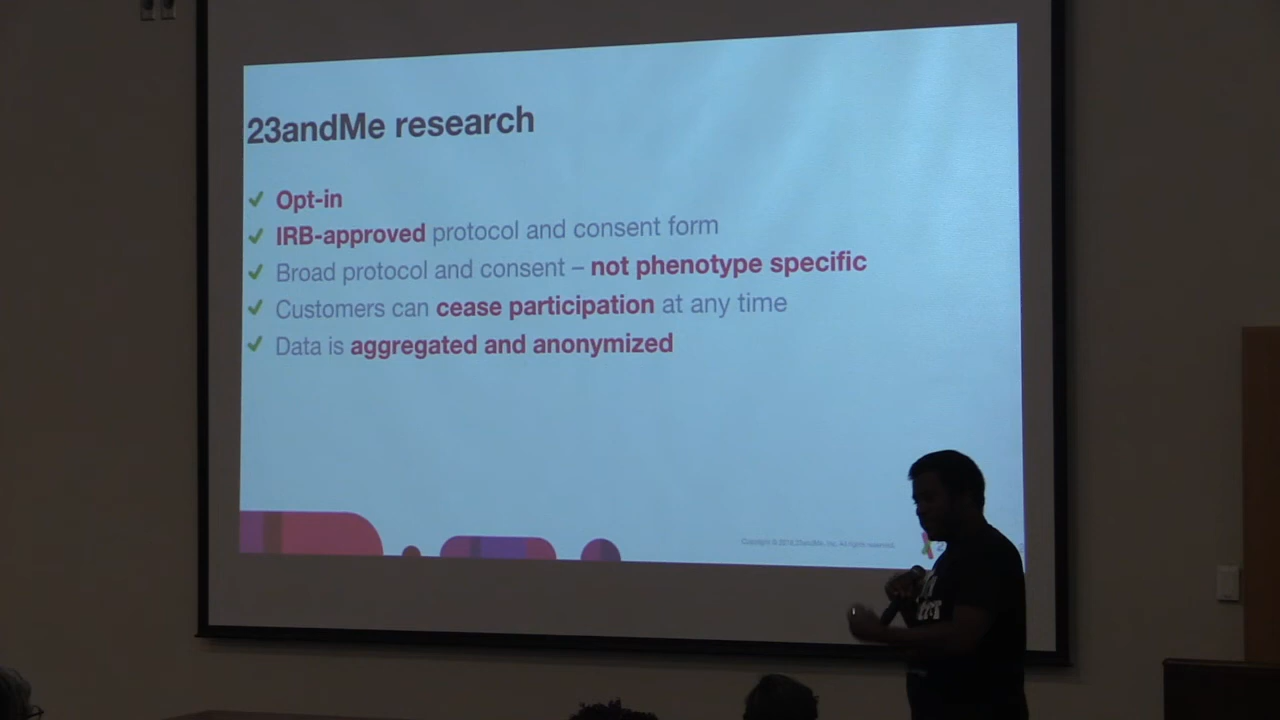 23andMe research
✓ Opt-in
✓ IRB-approved protocol and consent form
✓ Broad protocol and consent – not phenotype specific
✓ Customers can cease participation at any time
✓ Data is aggregated and anonymized